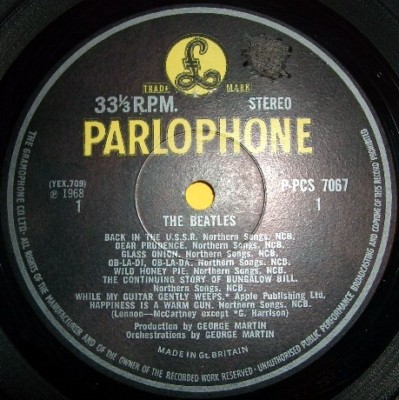 £
TRADE MARK
33⅓ R.P.M. STEREO
PARLOPHONE
(YEX.709) P-PCS 7067
℗ 1968
1 1
THE BEATLES
BACK IN THE U.S.S.R. Northern Songs. NCB.
DEAR PRUDENCE. Northern Songs. NCB.
GLASS ONION. Northern Songs. NCB.
OB-LA-DI, OB-LA-DA. Northern Songs, NCB.
WILD HONEY PIE. Northern Songs. NCB.
THE CONTINUING STORY OF BUNGALOW BILL.
Northern Songs. NCB.
WHILE MY GUITAR GENTLY WEEPS.* Apple Publishing Ltd.
HAPPINESS IS A WARM GUN. Northern Songs. NCB.
(Lennon—McCartney except *G. Harrison)
Production by GEORGE MARTIN
Orchestrations by GEORGE MARTIN
MADE IN GT. BRITAIN
THE GRAMOPHONE CO. LTD. ALL RIGHTS OF THE MANUFACTURER AND OF THE OWNER OF THE RECORDED WORK RESERVED UNAUTHORISED PUBLIC PERFORMANCE BROADCASTING AND COPYING OF THIS RECORD PROHIBITED